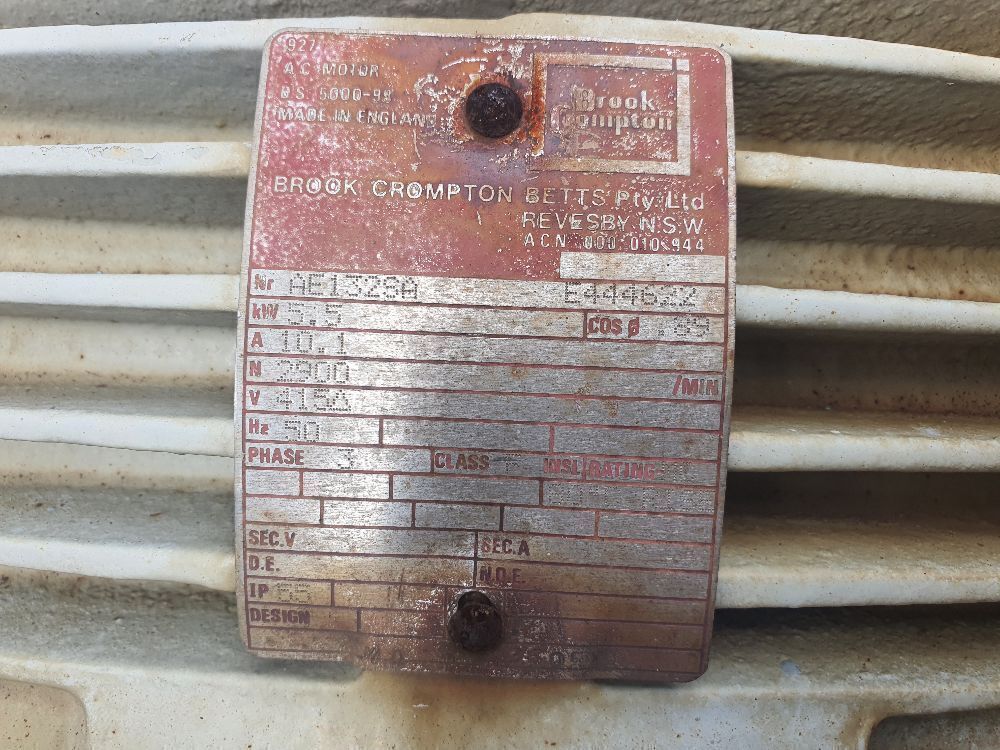 927
A.C. MOTOR
B.S. 5000-99
MADE IN ENGLAND
Brook
Crompton
BROOK CROMPTON BETTS Pty. Ltd
REVESBY N.S.W.
A.C.N. 000 010 944
Nr AE132SA E444622
kW 5,5 COS ø .89
A 10.1
N 2900 /MIN
V 415Δ
Hz 50
PHASE 3 CLASS F INSL RATING
SEC.V SEC.A
D.E. N.D.E.
IP 55
DESIGN